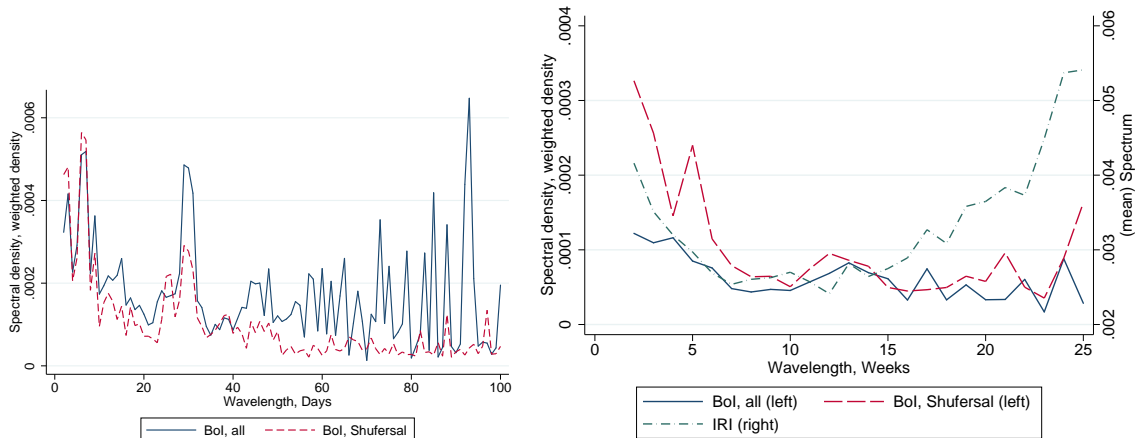 Spectral density, weighted density
.0006
.0004
.0002
0
0 20 40 60 80 100
Wavelength, Days
BoI, all BoI, Shufersal
Spectral density, weighted density
.0004
.0003
.0002
.0001
0
(mean) Spectrum
.006
.005
.004
.003
.002
0 5 10 15 20 25
Wavelength, Weeks
BoI, all (left) BoI, Shufersal (left)
IRI (right)